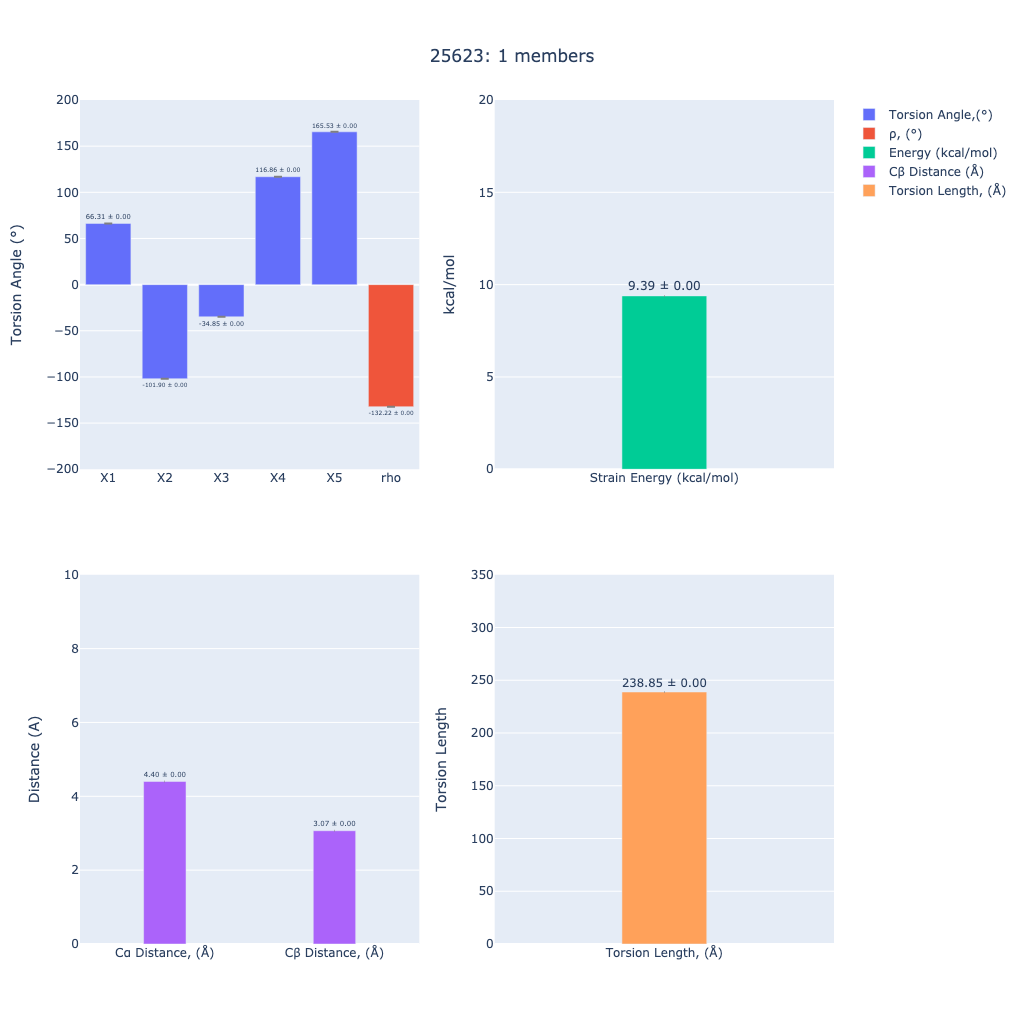 25623: 1 members
Torsion Angle (°)
200
150
100
50
0
−50
−100
−150
−200
66.31 ± 0.00
-101.90 ± 0.00
-34.85 ± 0.00
116.86 ± 0.00
165.53 ± 0.00
-132.22 ± 0.00
X1 X2 X3 X4 X5 rho
kcal/mol
20
15
10
5
0
9.39 ± 0.00
Strain Energy (kcal/mol)
Torsion Angle,(°)
ρ, (°)
Energy (kcal/mol)
Cβ Distance (Å)
Torsion Length, (Å)
Distance (A)
10
8
6
4
2
0
4.40 ± 0.00
3.07 ± 0.00
Cα Distance, (Å) Cβ Distance, (Å)
Torsion Length
350
300
250
200
150
100
50
0
238.85 ± 0.00
Torsion Length, (Å)